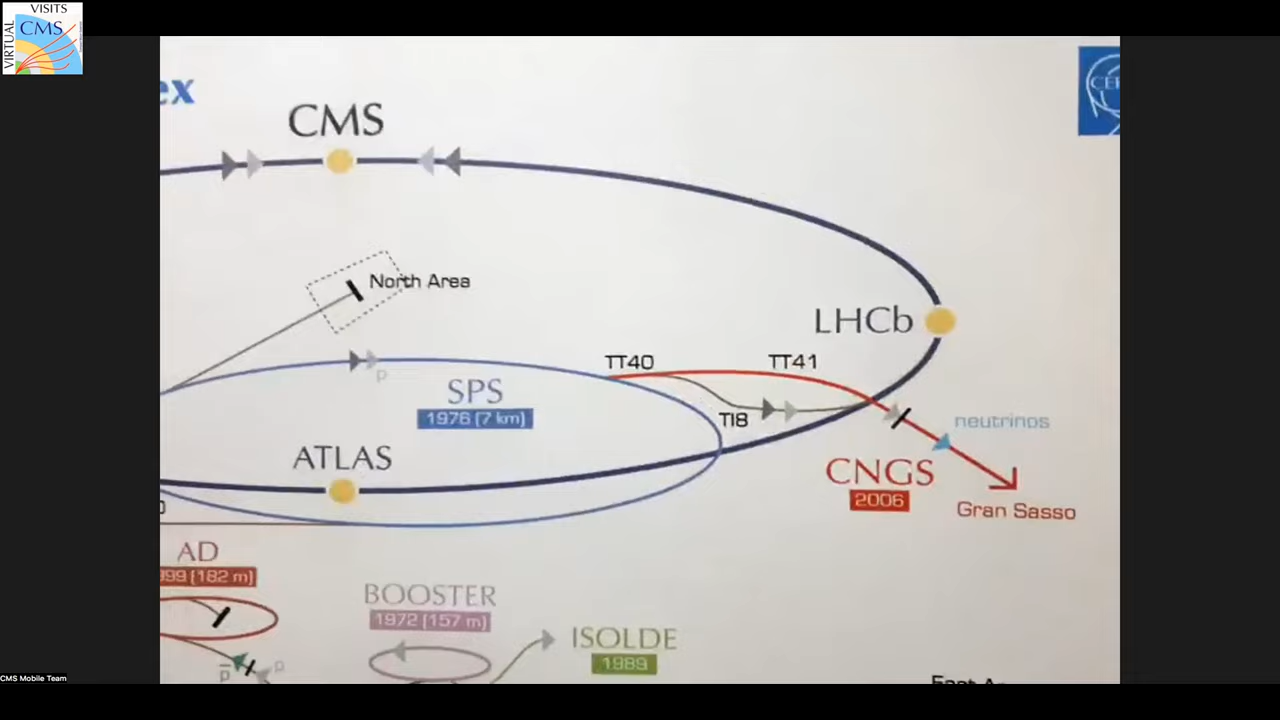 VISITS
VIRTUAL
CMS
ex
CMS
North Area
LHCb
TT40
TT41
p
SPS
1976 (7 km)
TI8
neutrinos
ATLAS
CNGS
2006
Gran Sasso
AD
999 (182 m)
BOOSTER
1972 (157 m)
ISOLDE
1989
p
p
CMS Mobile Team